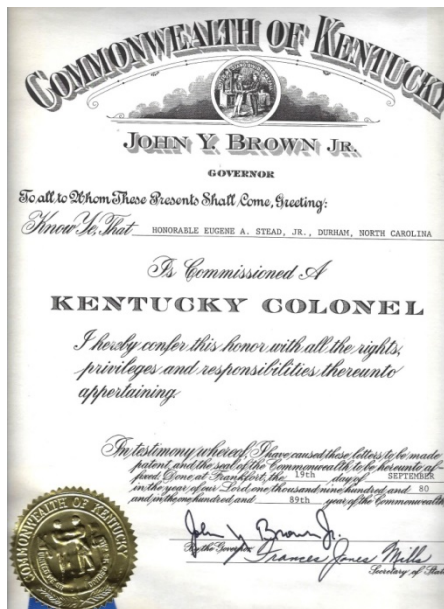 COMMONWEALTH OF KENTUCKY
JOHN Y. BROWN JR.
GOVERNOR
To all to Whom These Presents Shall Come, Greeting:
Know Ye, That HONORABLE EUGENE A. STEAD, JR., DURHAM, NORTH CAROLINA
Is Commissioned A
KENTUCKY COLONEL
I hereby confer this honor with all the rights,
privileges and responsibilities thereunto
appertaining.
In testimony whereof, I have caused these letters to be made
patent, and the seal of the Commonwealth to be hereunto af-
fixed. Done at Frankfort, the 19th day of SEPTEMBER
in the year of our Lord one thousand nine hundred and 80
and in the one hundred and 89th year of the Commonwealth
John Y Brown Jr.
By the Governor Frances Jones Mills
Secretary of State
COMMONWEALTH OF KENTUCKY